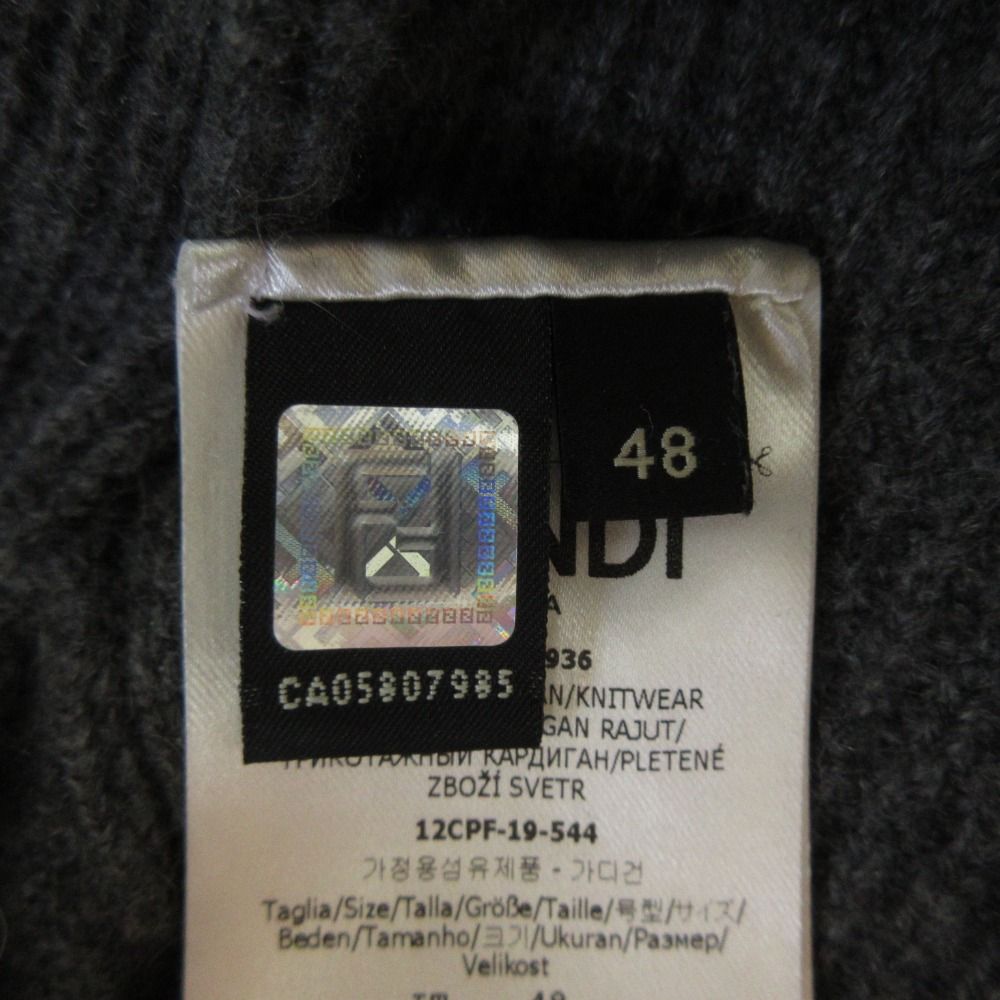 48
NDI
A
CA05807985
936
AN/KNITWEAR
GAN RAJUT/
ТРИКОТАЖНЫЙ КАРДИГАН/PLETENÉ
ZBOŽÍ SVETR
12CPF-19-544
가정용섬유제품 - 가디건
Taglia/Size/Talla/Größe/Taille/号型/サイズ/
Beden/Tamanho/크기/Ukuran/Размер/
Velikost
48